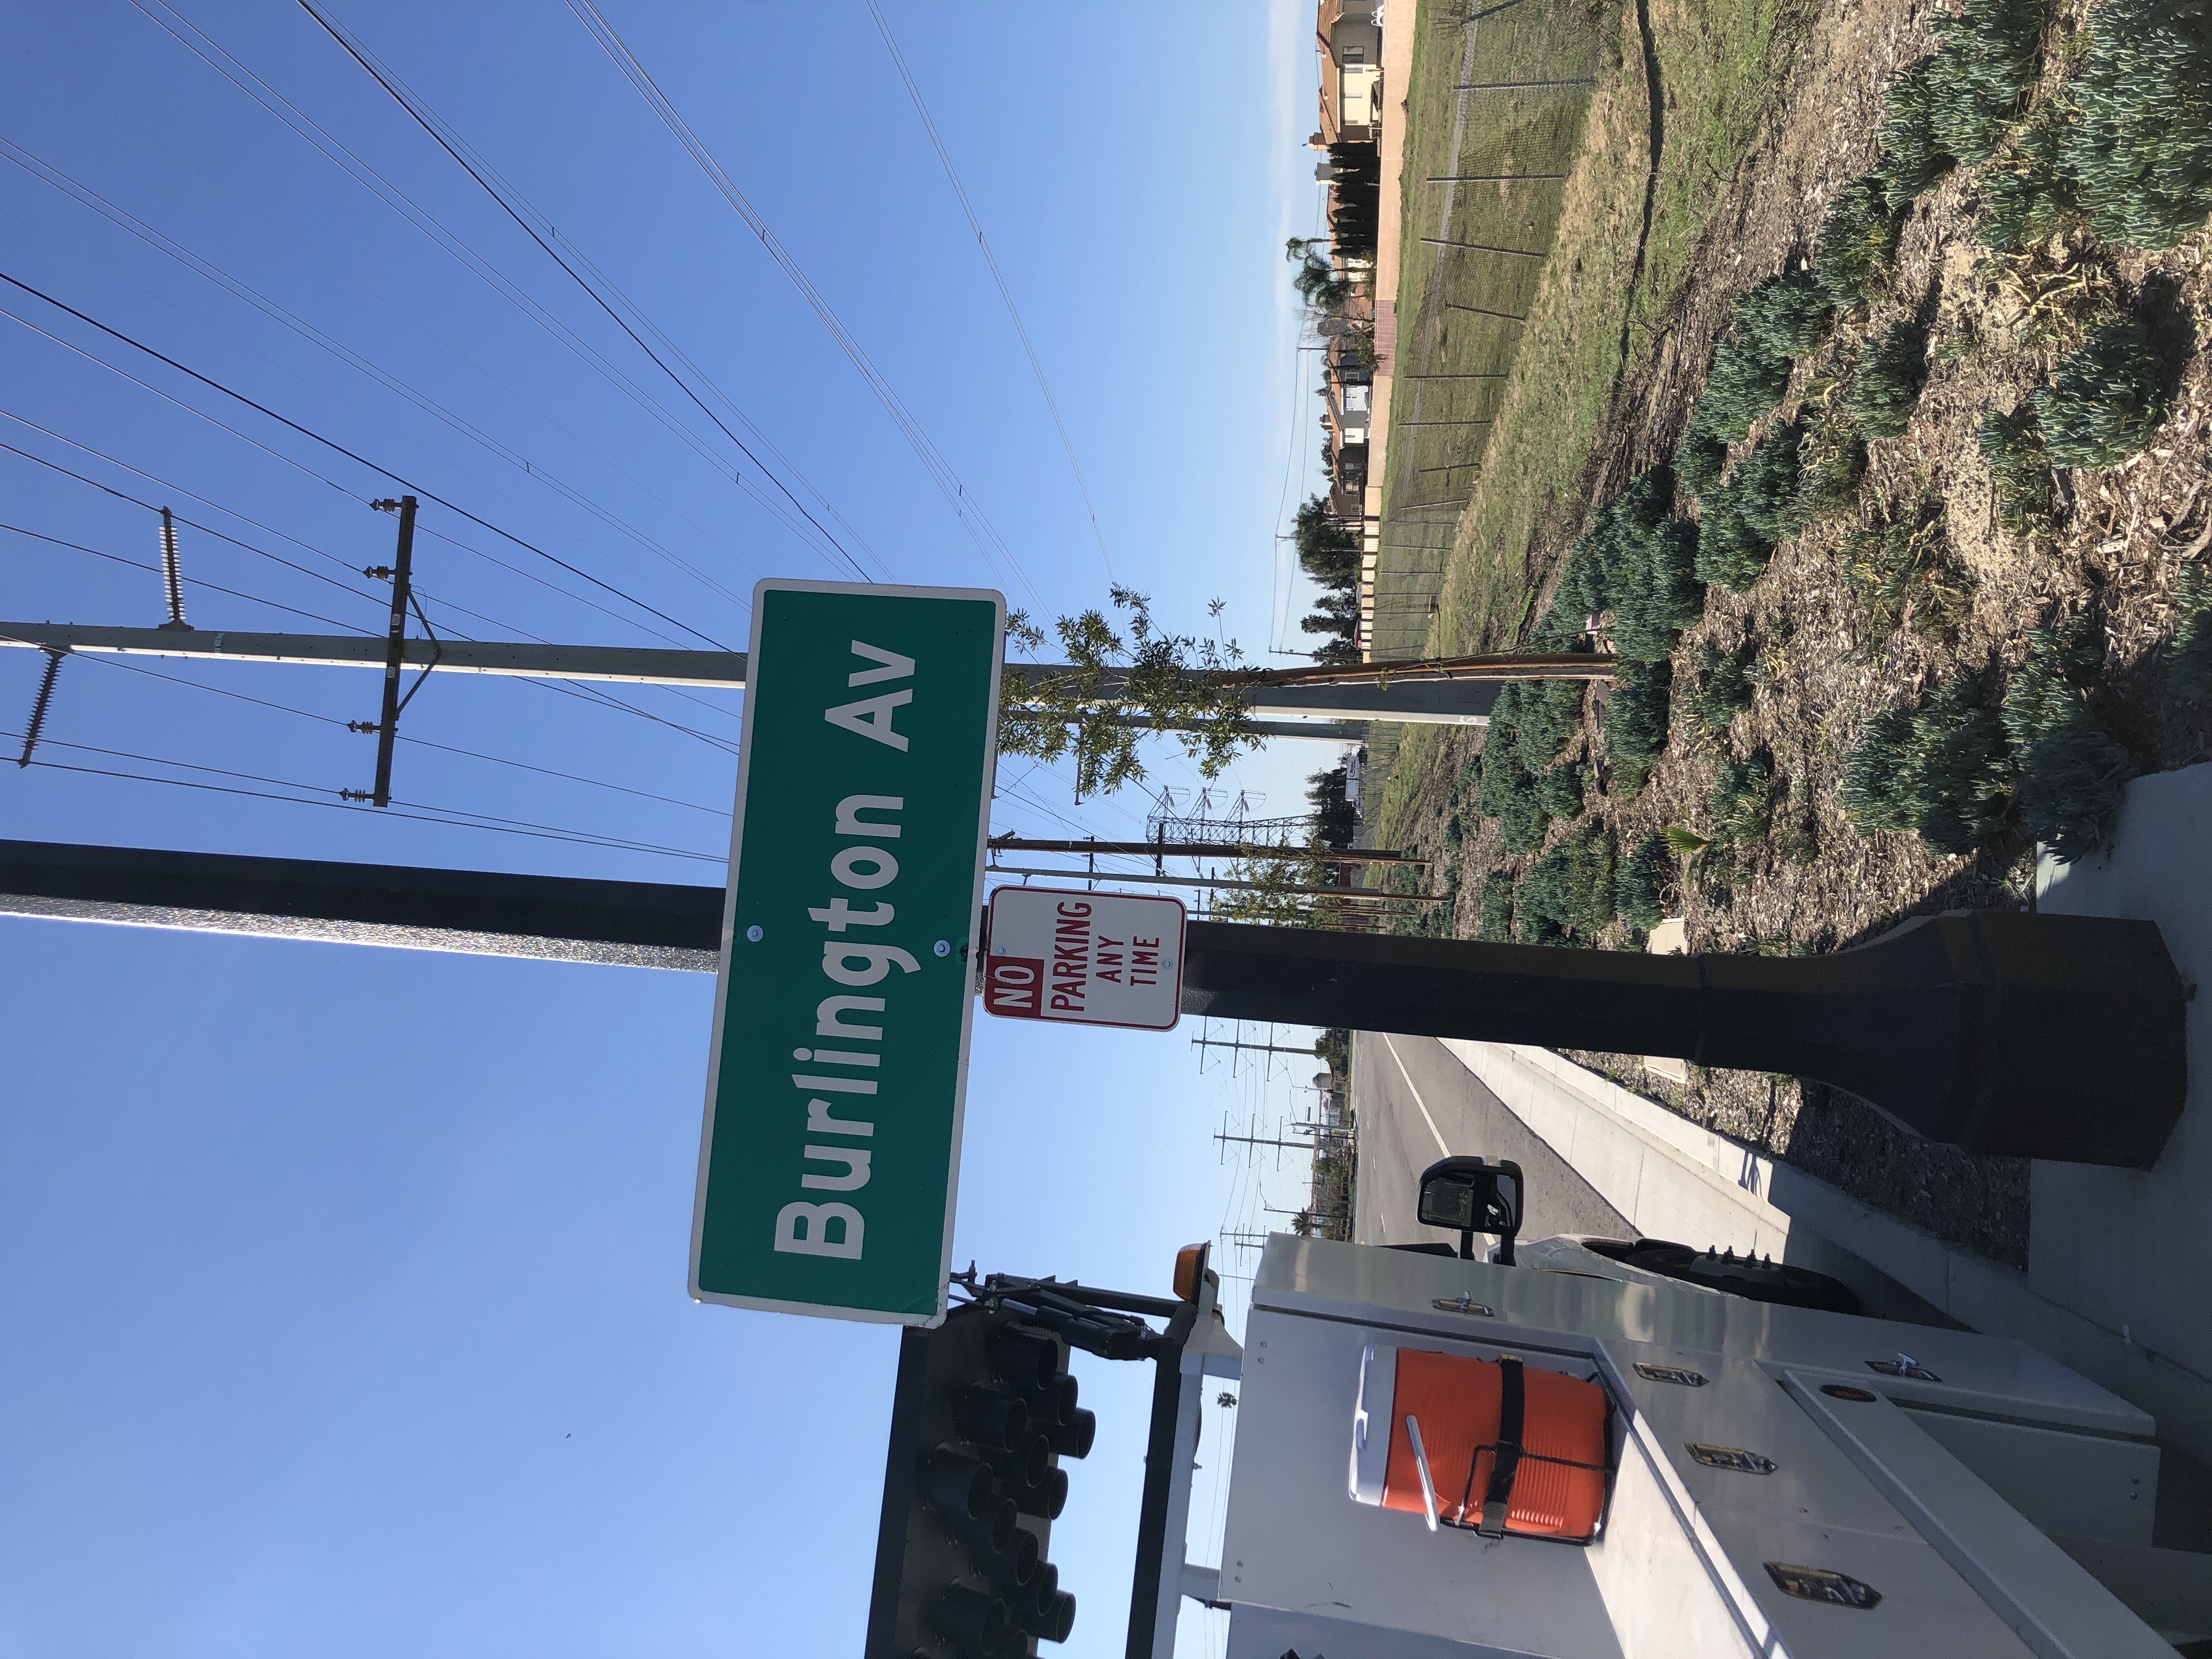 Burlington Av
NO
PARKING
ANY
TIME